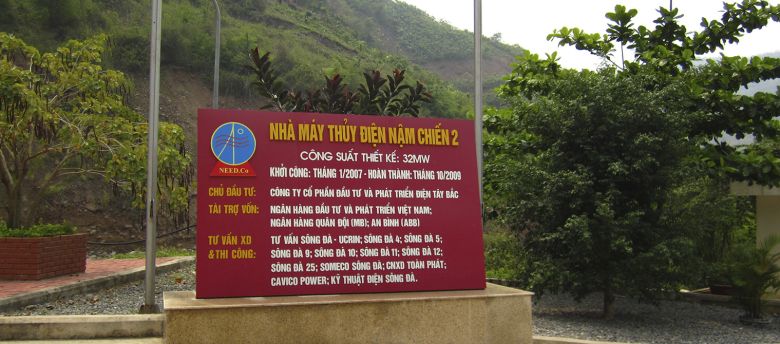 NHÀ MÁY THỦY ĐIỆN NẬM CHIẾN 2
NEED.Co
CÔNG SUẤT THIẾT KẾ: 32MW
KHỞI CÔNG: THÁNG 1/2007 - HOÀN THÀNH: THÁNG 10/2009
CHỦ ĐẦU TƯ: CÔNG TY CỔ PHẦN ĐẦU TƯ VÀ PHÁT TRIỂN ĐIỆN TÂY BẮC
TÀI TRỢ VỐN: NGÂN HÀNG ĐẦU TƯ VÀ PHÁT TRIỂN VIỆT NAM;
NGÂN HÀNG QUÂN ĐỘI (MB); AN BÌNH (ABB)
TƯ VẤN XD TƯ VẤN SÔNG ĐÀ - UCRIN; SÔNG ĐÀ 4; SÔNG ĐÀ 5;
& THI CÔNG: SÔNG ĐÀ 9; SÔNG ĐÀ 10; SÔNG ĐÀ 11; SÔNG ĐÀ 12;
SÔNG ĐÀ 25; SOMECO SÔNG ĐÀ; CNXD TOÀN PHÁT;
CAVICO POWER; KỸ THUẬT ĐIỆN SÔNG ĐÀ.